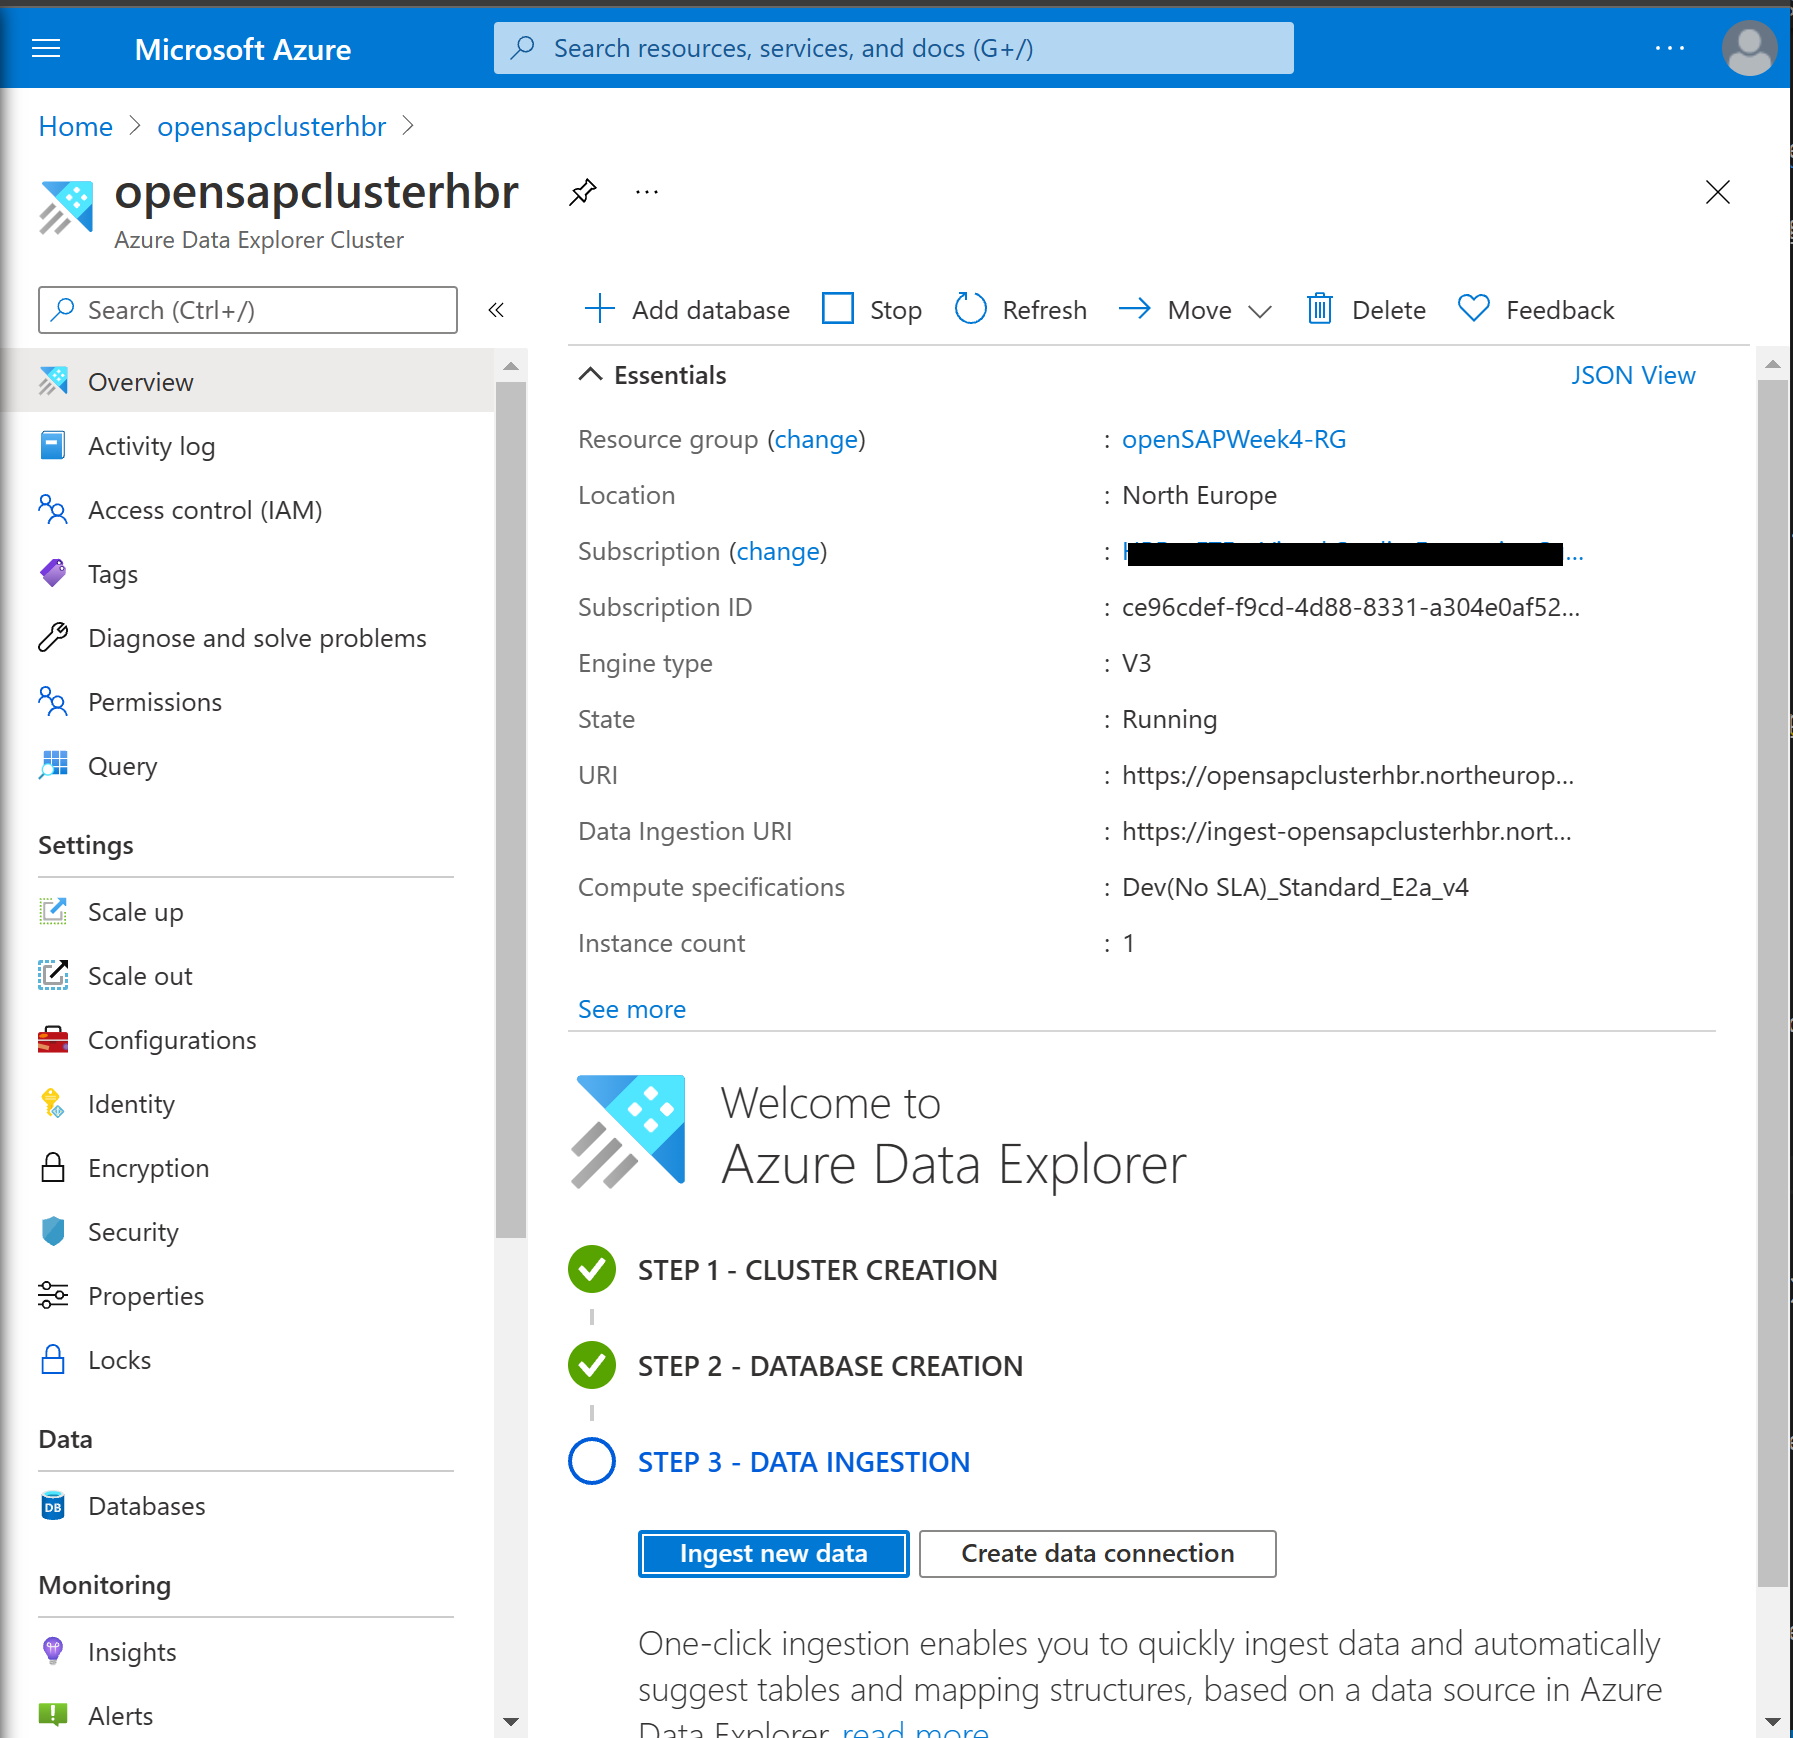 Microsoft Azure
Search resources, services, and docs (G+/)
Home
opensapclusterhbr
opensapclusterhbr
Azure Data Explorer Cluster
Search (Ctrl+/)
Overview
Activity log
Access control (IAM)
Tags
Diagnose and solve problems
Permissions
Query
Settings
Scale up
Scale out
Configurations
Identity
Encryption
Security
Properties
Locks
Data
DB
Databases
Monitoring
Insights
Alerts
Add database Stop Refresh Move Delete Feedback
Essentials JSON View
Resource group (change) : openSAPWeek4-RG
Location : North Europe
Subscription (change) : ...
Subscription ID : ce96cdef-f9cd-4d88-8331-a304e0af52...
Engine type : V3
State : Running
URI : https://opensapclusterhbr.northeurop...
Data Ingestion URI : https://ingest-opensapclusterhbr.nort...
Compute specifications : Dev(No SLA)_Standard_E2a_v4
Instance count : 1
See more
Welcome to
Azure Data Explorer
STEP 1 - CLUSTER CREATION
STEP 2 - DATABASE CREATION
STEP 3 - DATA INGESTION
Ingest new data Create data connection
One-click ingestion enables you to quickly ingest data and automatically
suggest tables and mapping structures, based on a data source in Azure
Data Explorer. read more